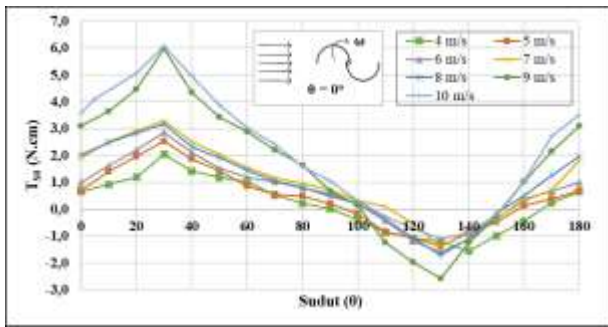 7,0
6,0
5,0
4,0
3,0
2,0
1,0
0,0
-1,0
-2,0
-3,0
(N.cm)
0 20 40 60 80 100 120 140 160 180
Sudut (θ)
ω
θ = 0°
4 m/s 5 m/s
6 m/s 7 m/s
8 m/s 9 m/s
10 m/s